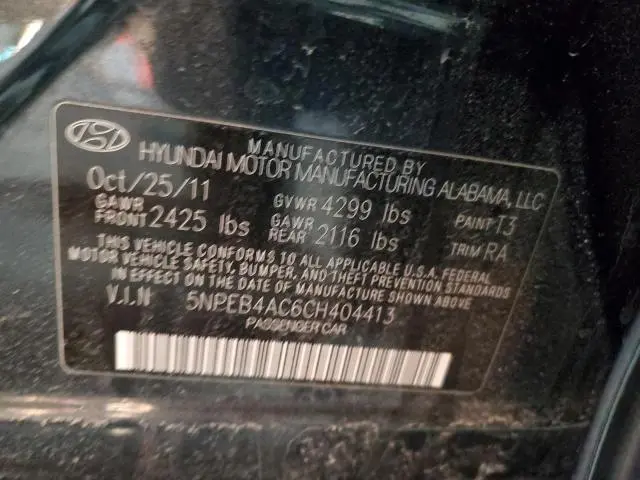 MANUFACTURED BY
HYUNDAI MOTOR MANUFACTURING ALABAMA, LLC
Oct/25/11 GVWR 4299 lbs PAINT T3
GAWR FRONT 2425 lbs GAWR REAR 2116 lbs TRIM RA
THIS VEHICLE CONFORMS TO ALL APPLICABLE U.S.A. FEDERAL
MOTOR VEHICLE SAFETY, BUMPER, AND THEFT PREVENTION STANDARDS
IN EFFECT ON THE DATE OF MANUFACTURE SHOWN ABOVE.
V.I.N 5NPEB4AC6CH404413
PASSENGER CAR